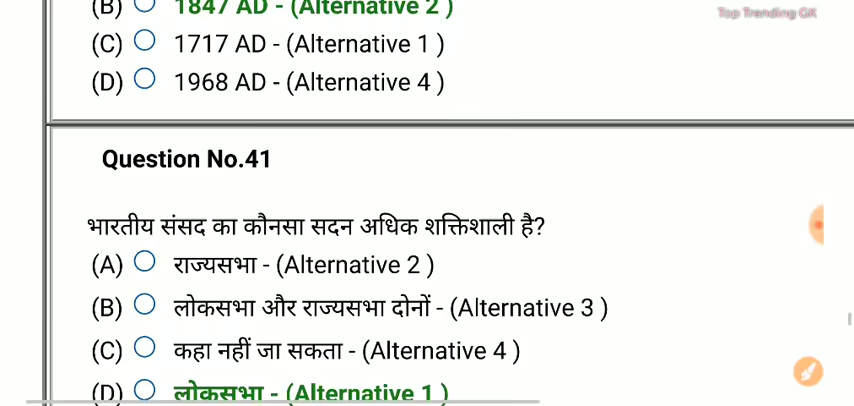 (B) 1847 AD - (Alternative 2 )
Top Trending GK
(C) 1717 AD - (Alternative 1 )
(D) 1968 AD - (Alternative 4 )
Question No.41
भारतीय संसद का कौनसा सदन अधिक शक्तिशाली है?
(A) राज्यसभा - (Alternative 2 )
(B) लोकसभा और राज्यसभा दोनों - (Alternative 3 )
(C) कहा नहीं जा सकता - (Alternative 4 )
(D) लोकसभा - (Alternative 1 )